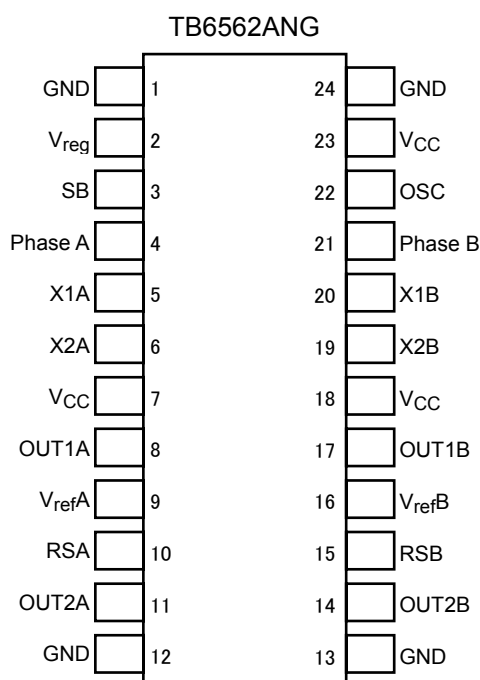 TB6562ANG
GND 1 24 GND
Vreg 2 23 VCC
SB 3 22 OSC
Phase A 4 21 Phase B
X1A 5 20 X1B
X2A 6 19 X2B
VCC 7 18 VCC
OUT1A 8 17 OUT1B
VrefA 9 16 VrefB
RSA 10 15 RSB
OUT2A 11 14 OUT2B
GND 12 13 GND